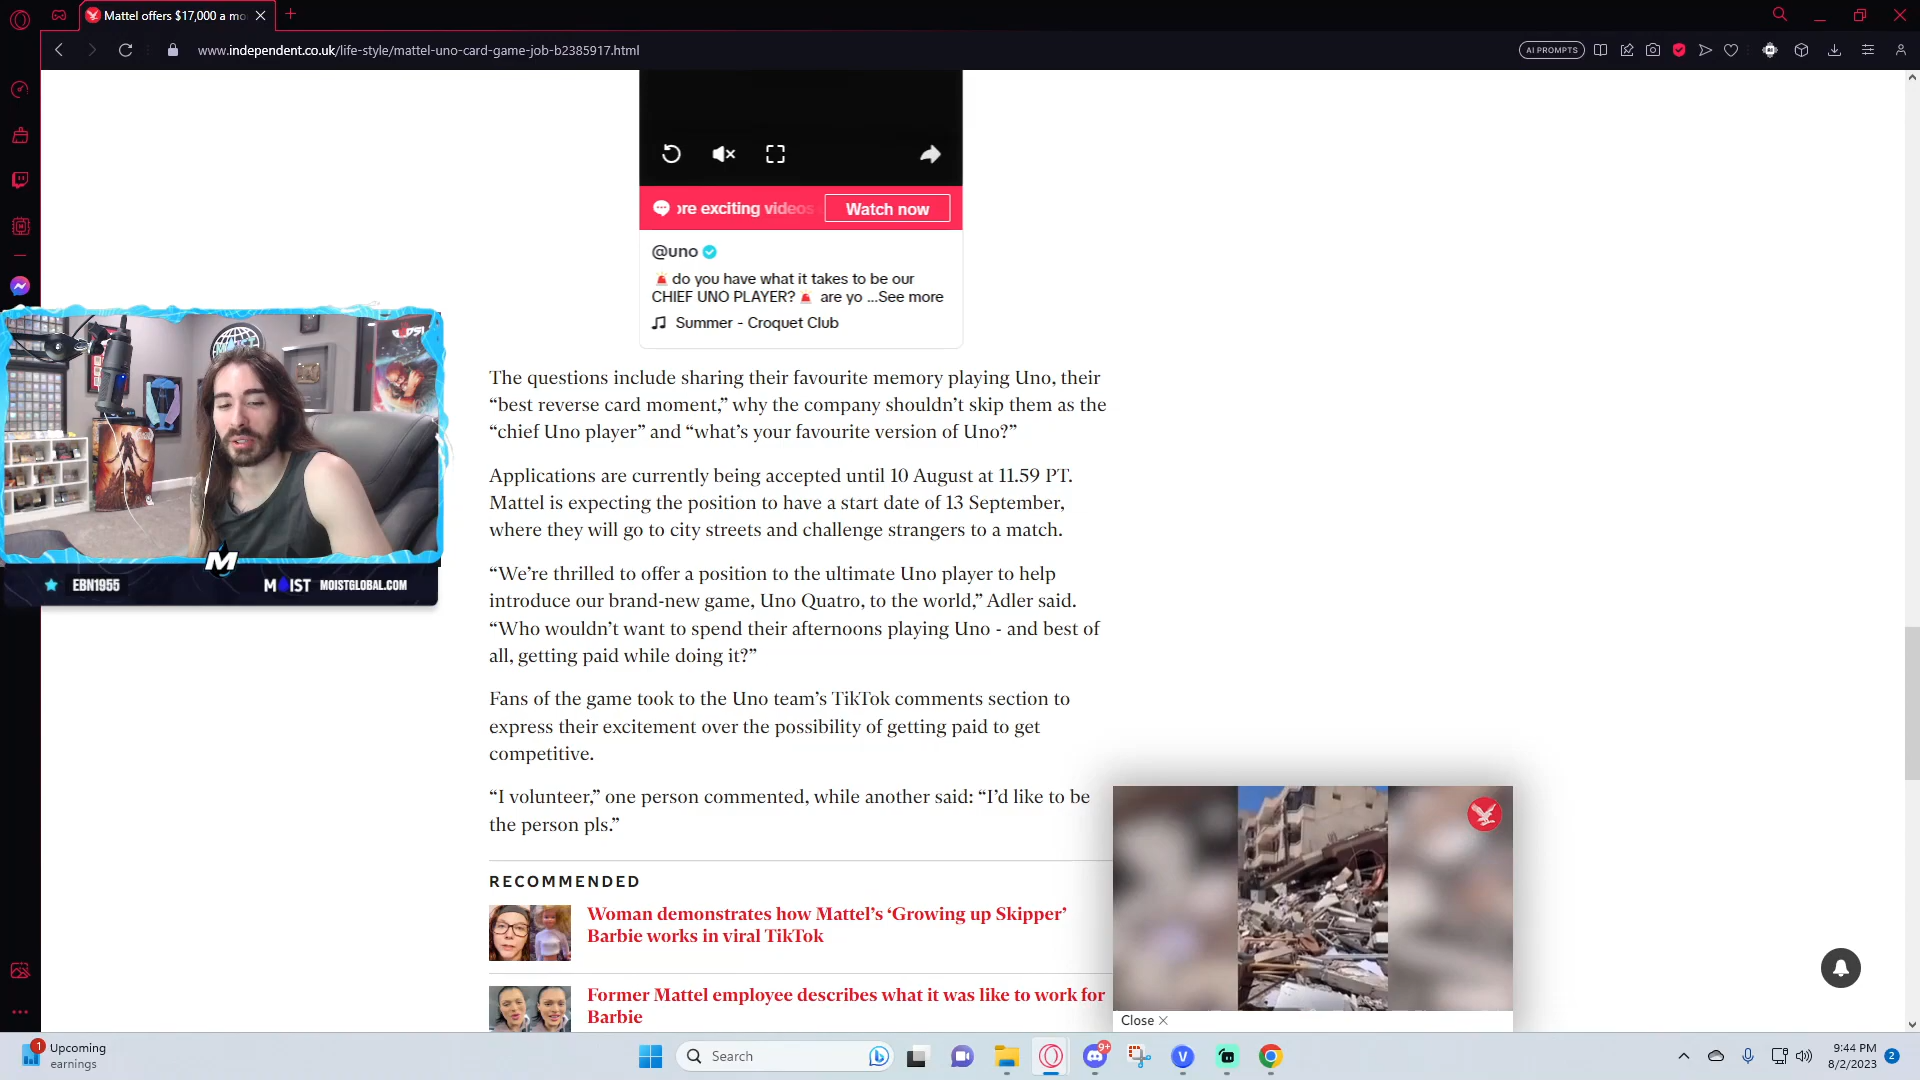 Mattel offers $17,000 a mo
www.independent.co.uk/life-style/mattel-uno-card-game-job-b2385917.html
AI PROMPTS
ore exciting videos
Watch now
@uno
🚨do you have what it takes to be our
CHIEF UNO PLAYER?🚨 are yo ...See more
Summer - Croquet Club
The questions include sharing their favourite memory playing Uno, their
“best reverse card moment,” why the company shouldn’t skip them as the
“chief Uno player” and “what’s your favourite version of Uno?”
Applications are currently being accepted until 10 August at 11.59 PT.
Mattel is expecting the position to have a start date of 13 September,
where they will go to city streets and challenge strangers to a match.
“We’re thrilled to offer a position to the ultimate Uno player to help
introduce our brand-new game, Uno Quatro, to the world,” Adler said.
“Who wouldn’t want to spend their afternoons playing Uno - and best of
all, getting paid while doing it?”
Fans of the game took to the Uno team’s TikTok comments section to
express their excitement over the possibility of getting paid to get
competitive.
“I volunteer,” one person commented, while another said: “I’d like to be
the person pls.”
RECOMMENDED
Woman demonstrates how Mattel’s ‘Growing up Skipper’
Barbie works in viral TikTok
Former Mattel employee describes what it was like to work for
Barbie
Close
M
EBN1955
MOIST
MOISTGLOBAL.COM
1
Upcoming
earnings
Search
9+
V
9:44 PM
8/2/2023
2